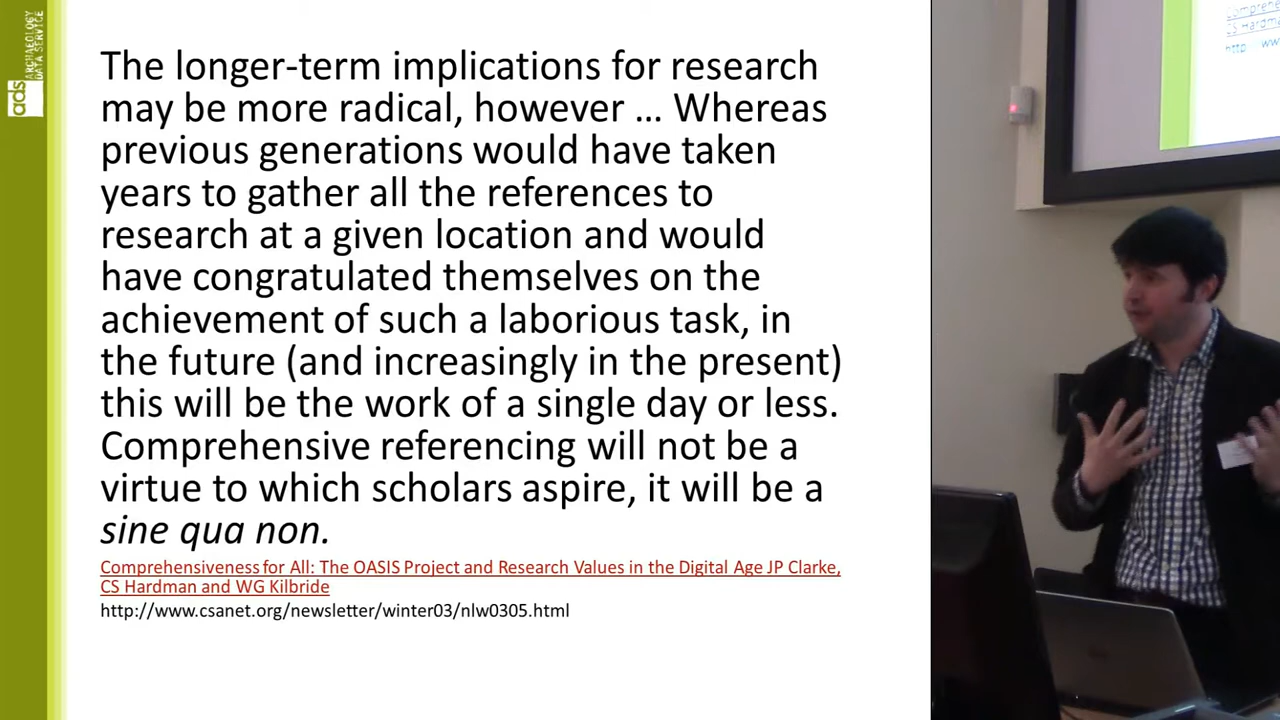 ads
ARCHAEOLOGY
DATA SERVICE
The longer-term implications for research
may be more radical, however … Whereas
previous generations would have taken
years to gather all the references to
research at a given location and would
have congratulated themselves on the
achievement of such a laborious task, in
the future (and increasingly in the present)
this will be the work of a single day or less.
Comprehensive referencing will not be a
virtue to which scholars aspire, it will be a
sine qua non.
Comprehensiveness for All: The OASIS Project and Research Values in the Digital Age JP Clarke,
CS Hardman and WG Kilbride
http://www.csanet.org/newsletter/winter03/nlw0305.html